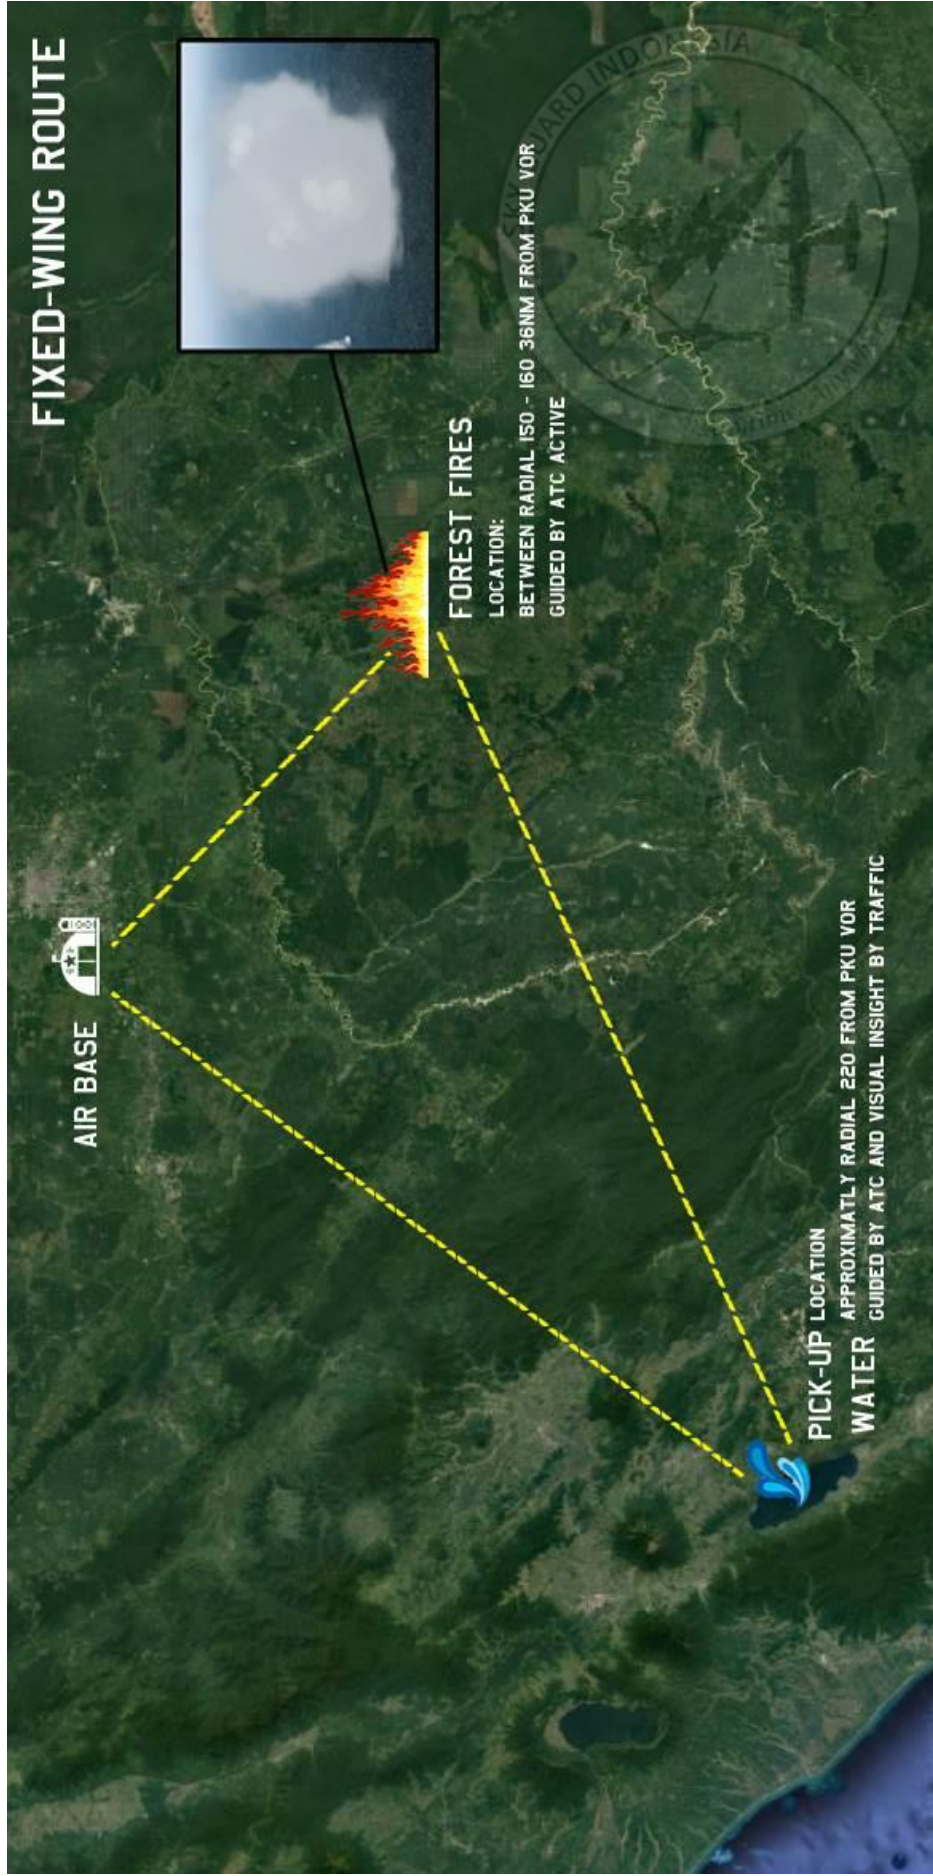 FIXED-WING ROUTE
AIR BASE
FOREST FIRES
LOCATION:
BETWEEN RADIAL 150 - 160 36NM FROM PKU VOR
GUIDED BY ATC ACTIVE
PICK-UP LOCATION
WATER APPROXIMATLY RADIAL 220 FROM PKU VOR
GUIDED BY ATC AND VISUAL INSIGHT BY TRAFFIC
INDONESIA